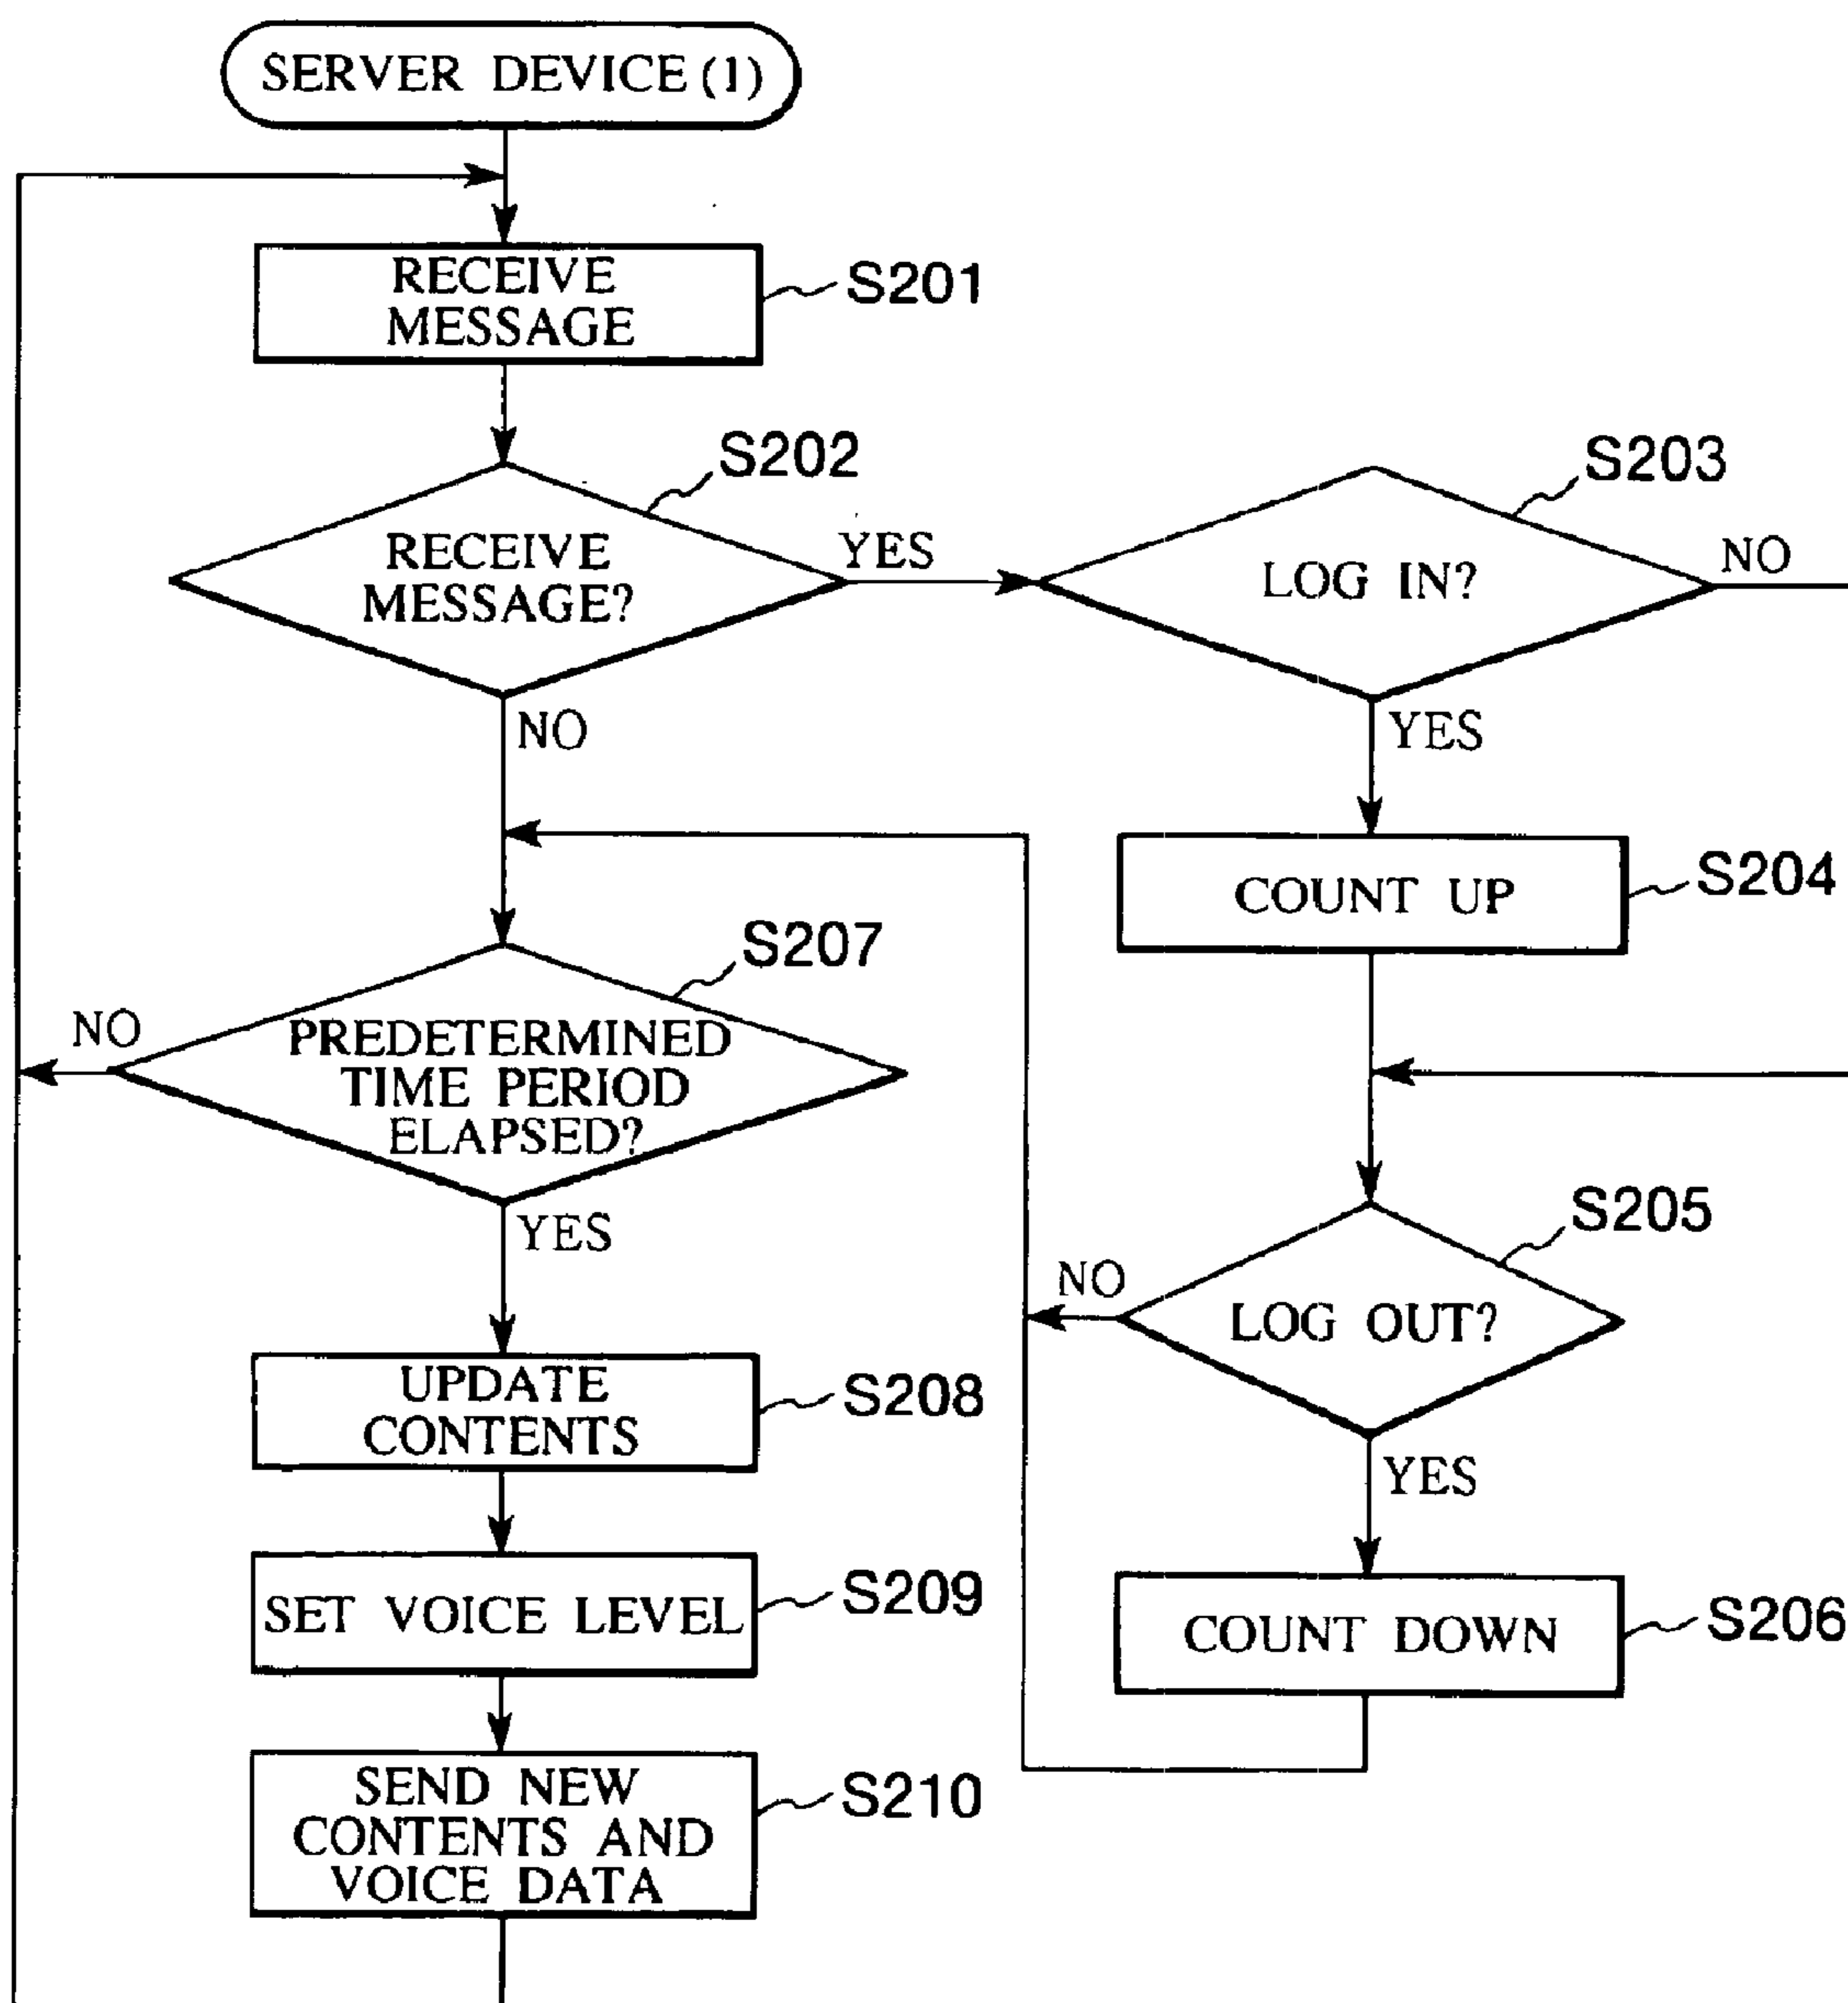 SERVER DEVICE (1)
RECEIVE
MESSAGE
S201
S202
RECEIVE
MESSAGE?
YES
NO
S203
LOG IN?
NO
YES
COUNT UP
S204
S207
PREDETERMINED
TIME PERIOD
ELAPSED?
NO
YES
S205
LOG OUT?
NO
YES
UPDATE
CONTENTS
S208
SET VOICE LEVEL
S209
COUNT DOWN
S206
SEND NEW
CONTENTS AND
VOICE DATA
S210